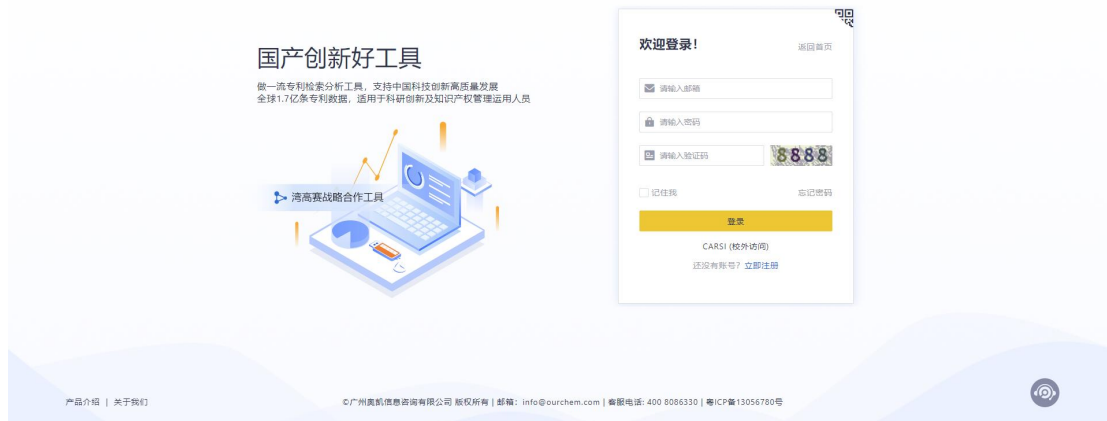 国产创新好工具
做一流专利检索分析工具，支持中国科技创新高质量发展
全球1.7亿条专利数据，适用于科研创新及知识产权管理运用人员
湾高赛战略合作工具
欢迎登录！
返回首页
请输入邮箱
请输入密码
请输入验证码
8888
记住我
忘记密码
登录
CARSI (校外访问)
还没有账号？立即注册
产品介绍 | 关于我们
©广州奥凯信息咨询有限公司 版权所有 | 邮箱：info@ourchem.com | 客服电话: 400 8086330 | 粤ICP备13056780号